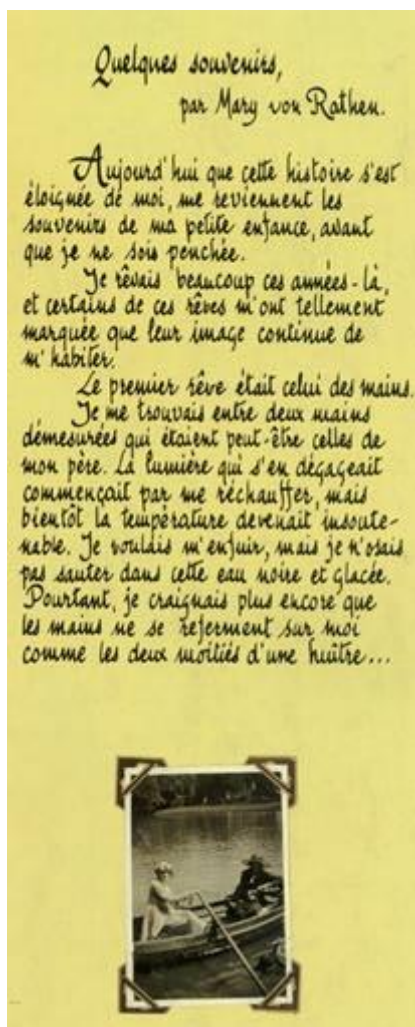 Quelques souvenirs,
par Mary von Rathen.
Aujourd'hui que cette histoire s'est
éloignée de moi, me reviennent les
souvenirs de ma petite enfance, avant
que je ne sois penchée.
Je rêvais beaucoup ces années-là,
et certains de ces rêves m'ont tellement
marquée que leur image continue de
m'habiter.
Le premier rêve était celui des mains.
Je me trouvais entre deux mains
démesurées qui étaient peut-être celles de
mon père. La lumière qui s'en dégageait
commençait par me réchauffer, mais
bientôt la température devenait insoute-
nable. Je voulais m'enfuir, mais je n'osais
pas sauter dans cette eau noire et glacée.
Pourtant, je craignais plus encore que
les mains ne se referment sur moi
comme les deux moitiés d'une huître...